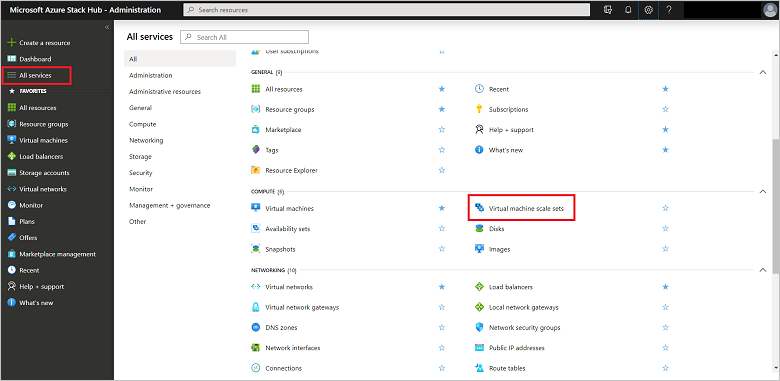 Microsoft Azure Stack Hub - Administration
Search resources
Create a resource
Dashboard
All services
FAVORITES
All resources
Resource groups
Virtual machines
Load balancers
Storage accounts
Virtual networks
Monitor
Plans
Offers
Marketplace management
Recent
Help + support
What's new
All services
Search All
All
Administration
Administrative resources
General
Compute
Networking
Storage
Security
Monitor
Management + governance
Other
User subscriptions
GENERAL (9)
All resources
Recent
Resource groups
Subscriptions
Marketplace
Help + support
Tags
What's new
Resource Explorer
COMPUTE (6)
Virtual machines
Virtual machine scale sets
Availability sets
Disks
Snapshots
Images
NETWORKING (10)
Virtual networks
Load balancers
Virtual network gateways
Local network gateways
DNS zones
Network security groups
Network interfaces
Public IP addresses
Connections
Route tables